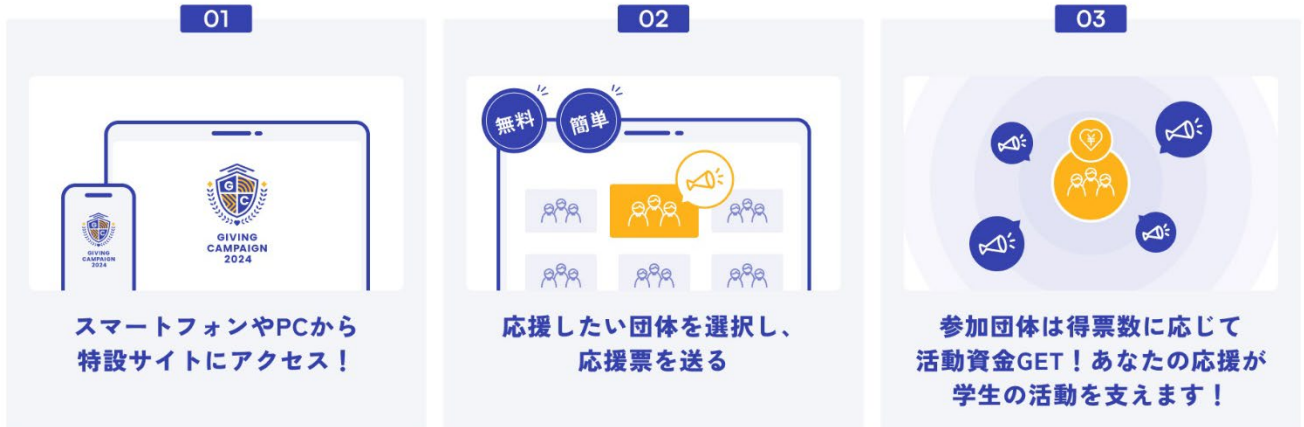 01
GC
GIVING
CAMPAIGN
2024
GC
GIVING
CAMPAIGN
2024
スマートフォンやPCから
特設サイトにアクセス！
02
無料
簡単
応援したい団体を選択し、
応援票を送る
03
¥
参加団体は得票数に応じて
活動資金GET！あなたの応援が
学生の活動を支えます！